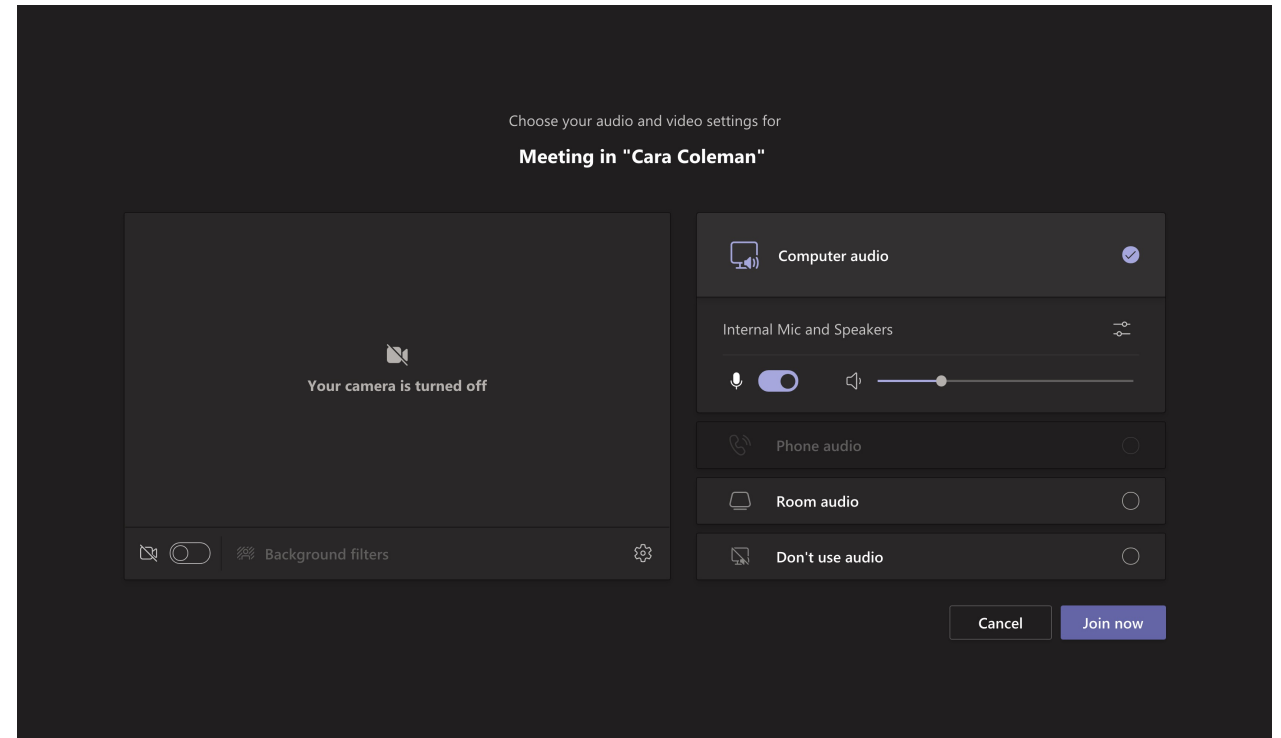 Choose your audio and video settings for
Meeting in "Cara Coleman"
Your camera is turned off
Background filters
Computer audio
Internal Mic and Speakers
Phone audio
Room audio
Don't use audio
Cancel
Join now